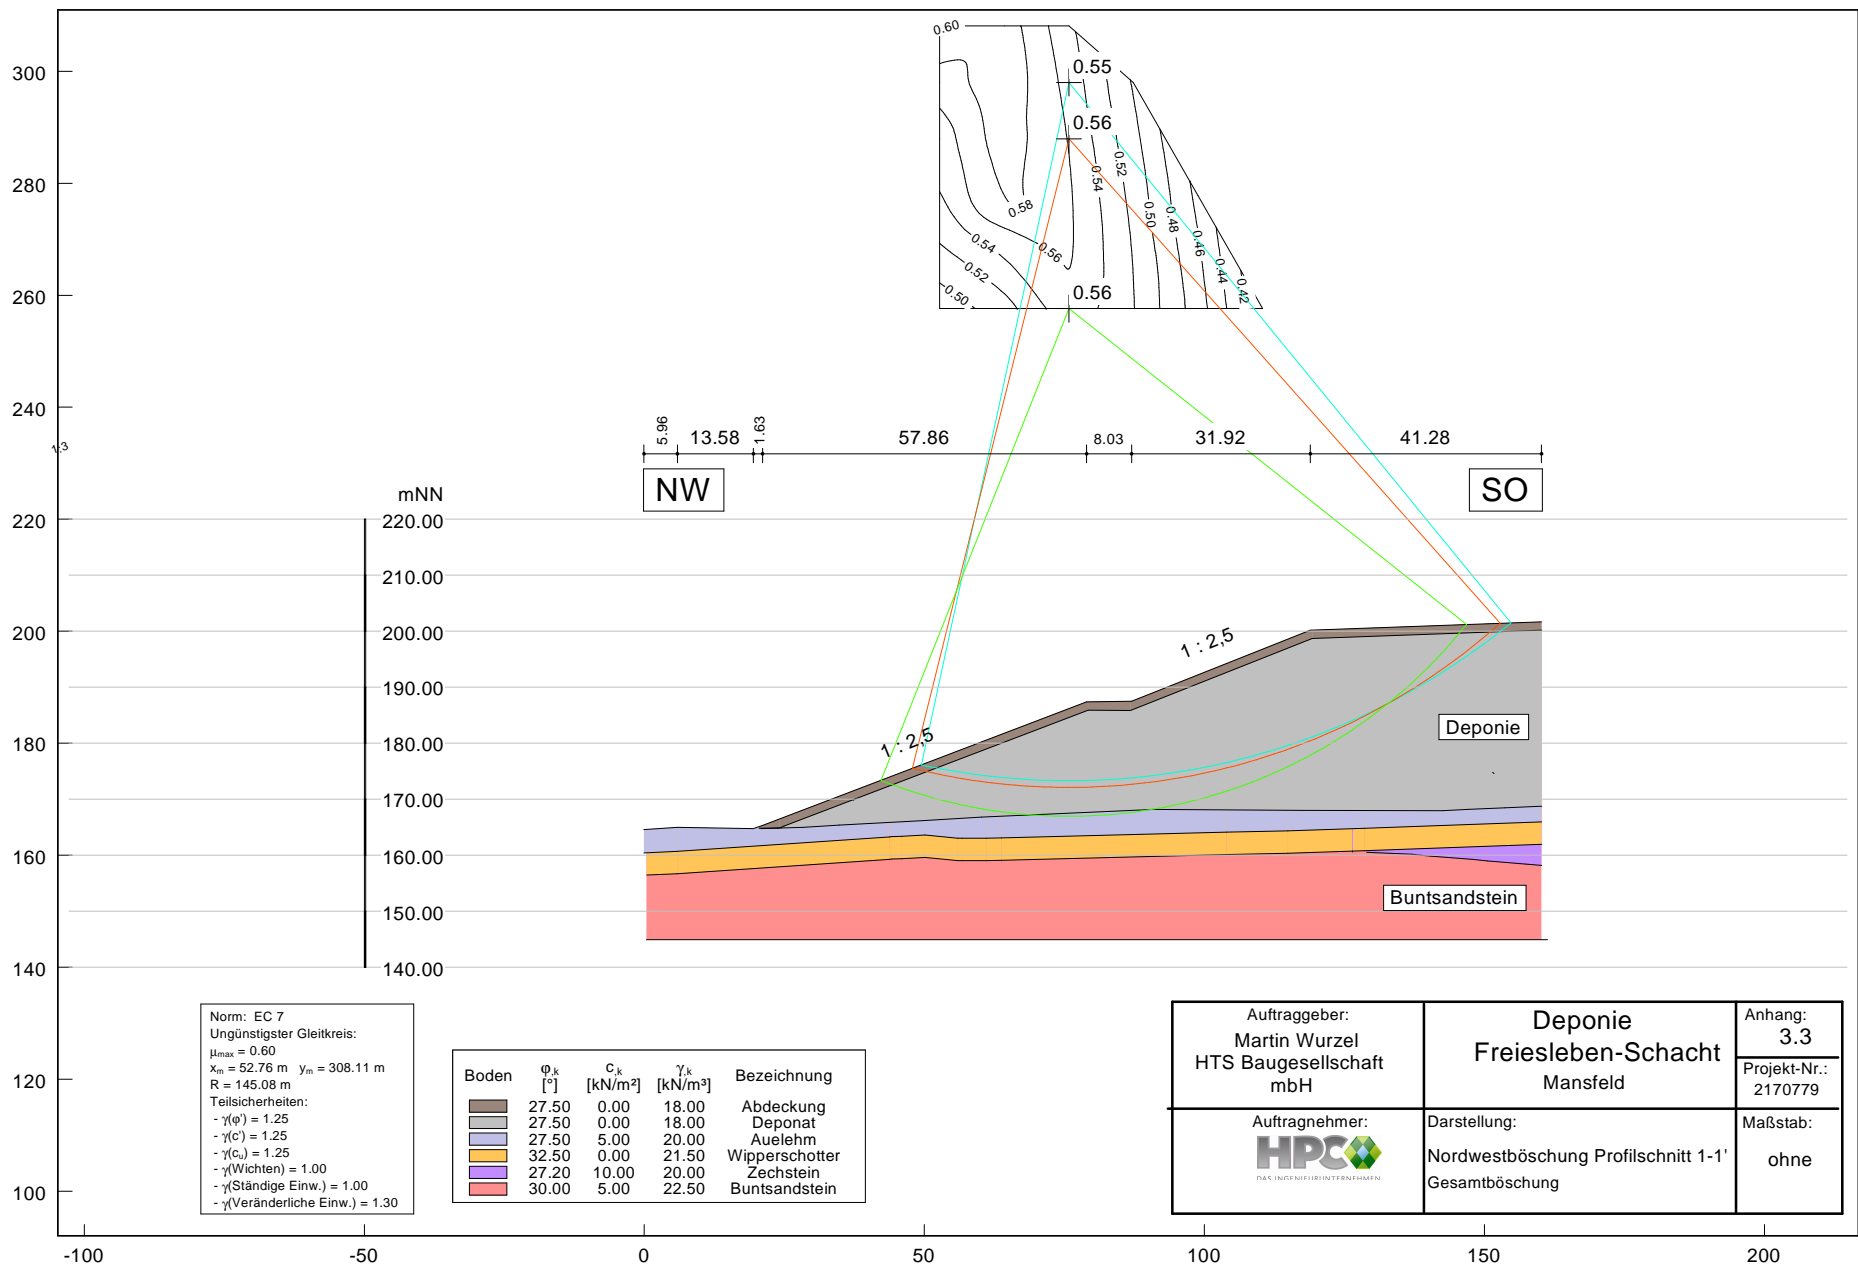 300
280
260
240
220
200
180
160
140
120
100
-100
-50
0
50
100
150
200
0.60
0.55
0.56
0.56
0.58
0.56
0.54
0.52
0.50
0.54
0.52
0.50
0.48
0.46
0.44
0.42
1:3
5.96
13.58
1.63
57.86
8.03
31.92
41.28
NW
SO
mNN
220.00
210.00
200.00
190.00
180.00
170.00
160.00
150.00
140.00
1 : 2,5
1 : 2,5
Deponie
Buntsandstein
Norm: EC 7
Ungünstigster Gleitkreis:
μmax = 0.60
xm = 52.76 m ym = 308.11 m
R = 145.08 m
Teilsicherheiten:
- γ(φ') = 1.25
- γ(c') = 1.25
- γ(cu) = 1.25
- γ(Wichten) = 1.00
- γ(Ständige Einw.) = 1.00
- γ(Veränderliche Einw.) = 1.30
Boden φ,k [°] c,k [kN/m²] γ,k [kN/m³] Bezeichnung
27.50 0.00 18.00 Abdeckung
27.50 0.00 18.00 Deponat
27.50 5.00 20.00 Auelehm
32.50 0.00 21.50 Wipperschotter
27.20 10.00 20.00 Zechstein
30.00 5.00 22.50 Buntsandstein
Auftraggeber:
Martin Wurzel
HTS Baugesellschaft
mbH
Deponie
Freiesleben-Schacht
Mansfeld
Anhang:
3.3
Projekt-Nr.:
2170779
Auftragnehmer:
HPC
DAS INGENIEURUNTERNEHMEN
Darstellung:
Nordwestböschung Profilschnitt 1-1'
Gesamtböschung
Maßstab:
ohne